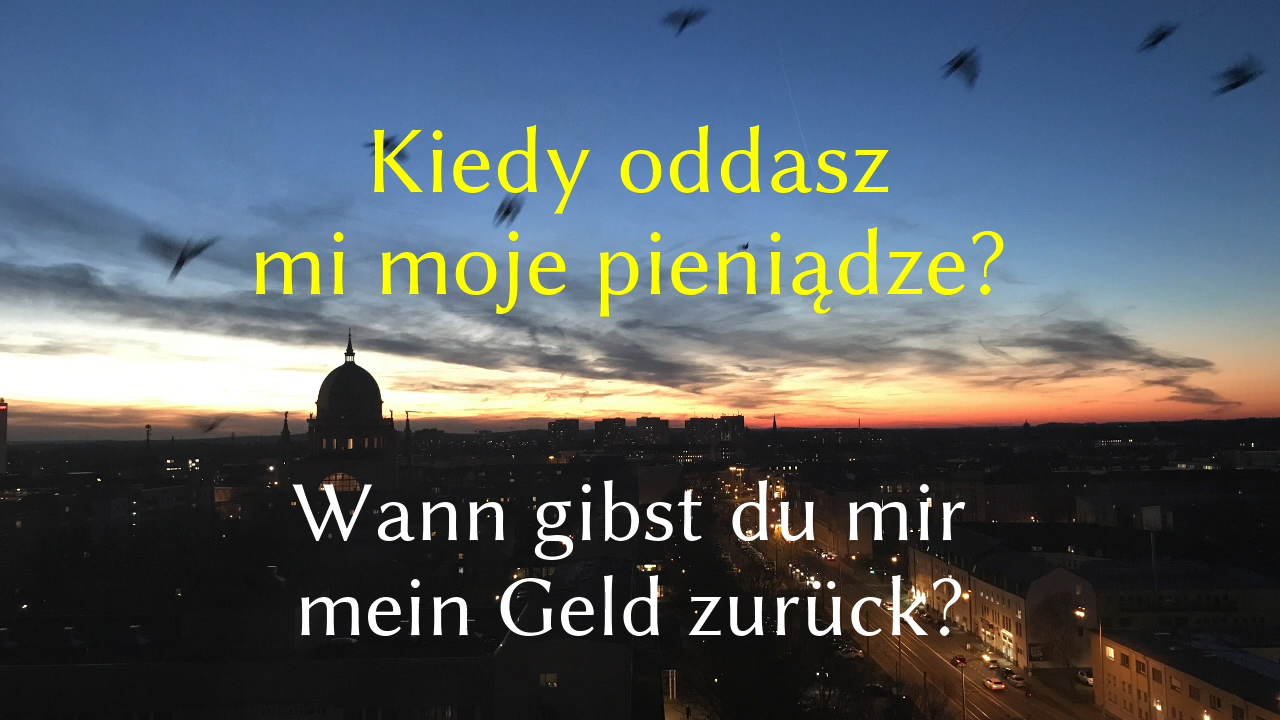 Kiedy oddasz
mi moje pieniądze?
Wann gibst du mir
mein Geld zurück?